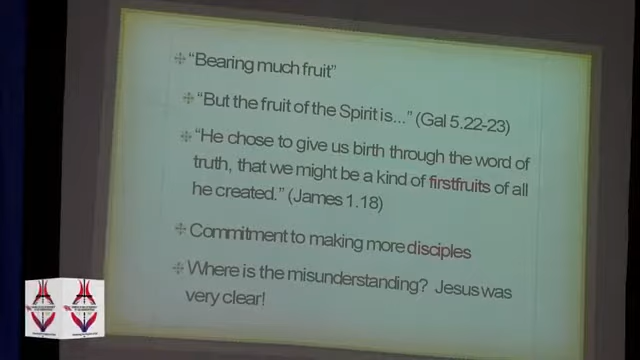 "Bearing much fruit"
"But the fruit of the Spirit is..." (Gal 5.22-23)
"He chose to give us birth through the word of
truth, that we might be a kind of firstfruits of all
he created." (James 1.18)
Commitment to making more disciples
Where is the misunderstanding? Jesus was
very clear!